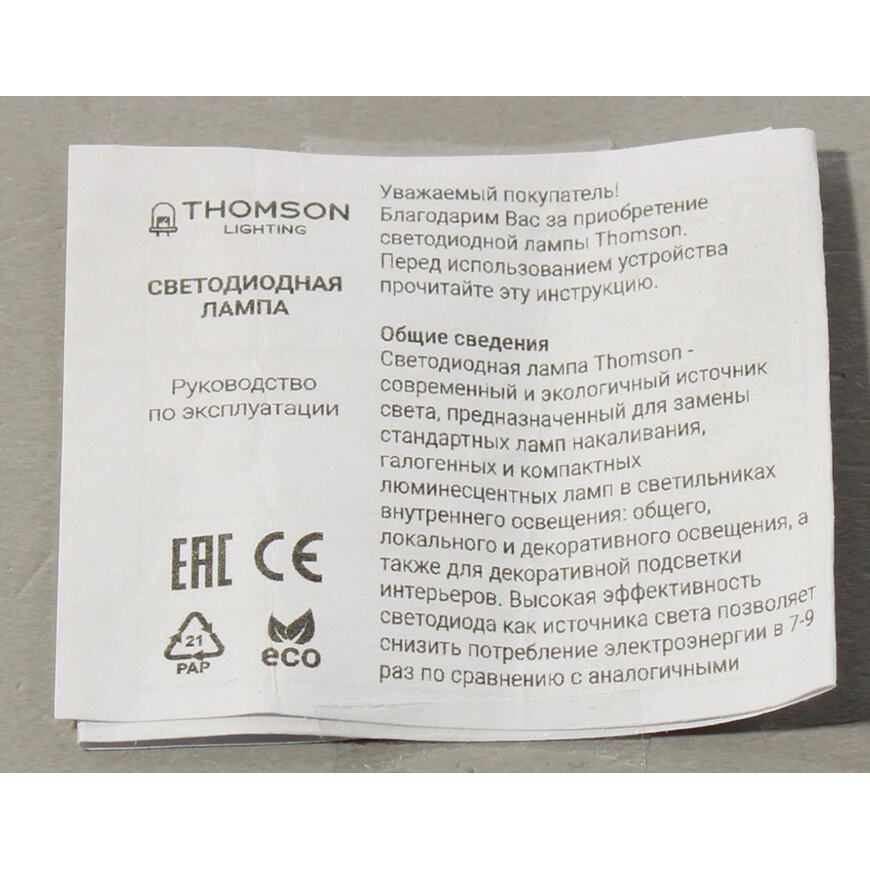 THOMSON
LIGHTING
СВЕТОДИОДНАЯ
ЛАМПА
Руководство
по эксплуатации
EAC CE
21
PAP
eco
Уважаемый покупатель!
Благодарим Вас за приобретение
светодиодной лампы Thomson.
Перед использованием устройства
прочитайте эту инструкцию.
Общие сведения
Светодиодная лампа Thomson -
современный и экологичный источник
света, предназначенный для замены
стандартных ламп накаливания,
галогенных и компактных
люминесцентных ламп в светильниках
внутреннего освещения: общего,
локального и декоративного освещения, а
также для декоративной подсветки
интерьеров. Высокая эффективность
светодиода как источника света позволяет
снизить потребление электроэнергии в 7-9
раз по сравнению с аналогичными